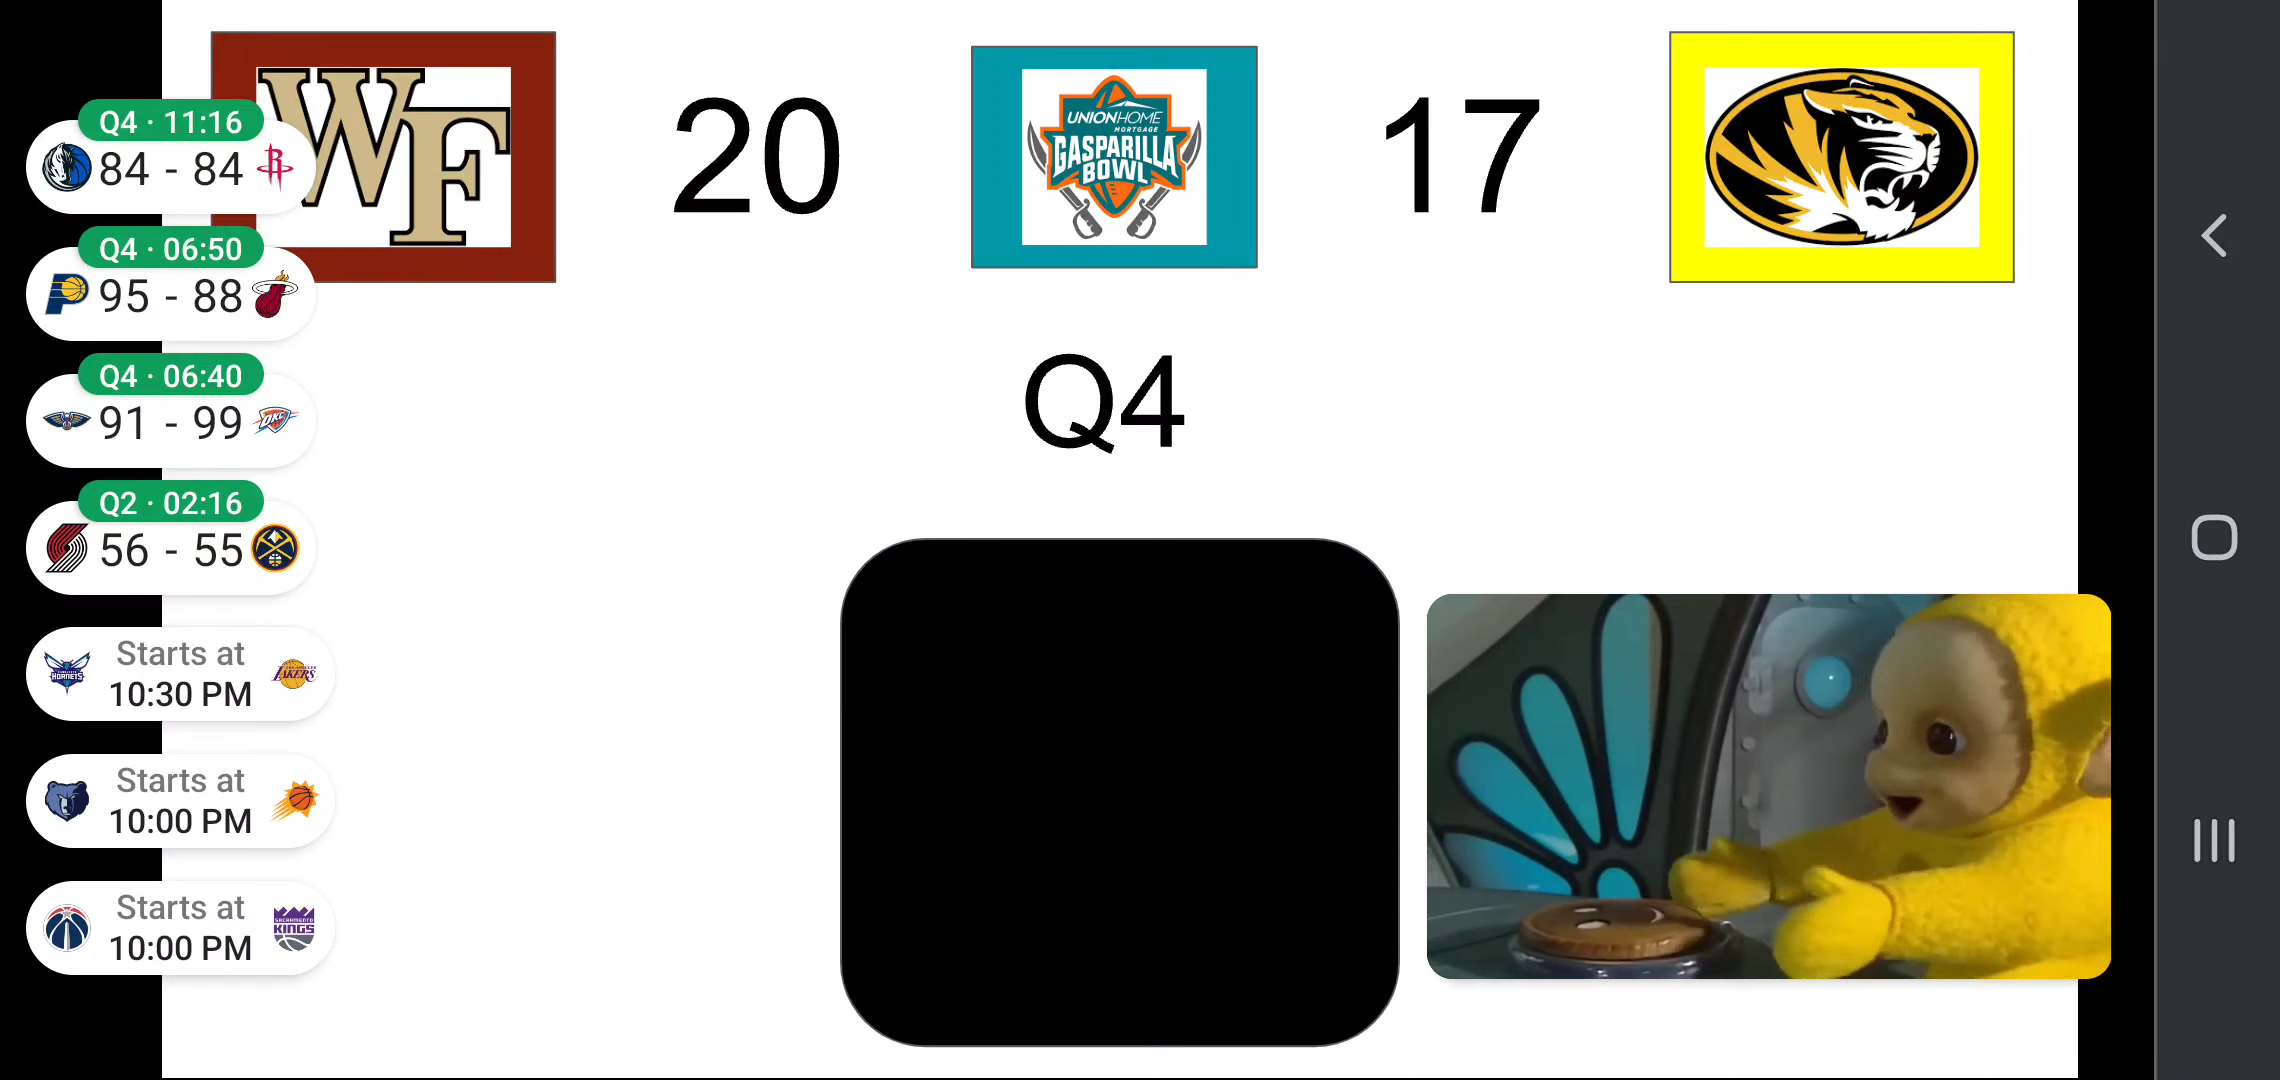 WF
20
UNION HOME
MORTGAGE
GASPARILLA
BOWL
17
Q4
Q4 · 11:16
84 - 84
R
Q4 · 06:50
P
95 - 88
Q4 · 06:40
91 - 99
OKC
Q2 · 02:16
56 - 55
HORNETS
Starts at
10:30 PM
LAKERS
Starts at
10:00 PM
Starts at
10:00 PM
SACRAMENTO
KINGS